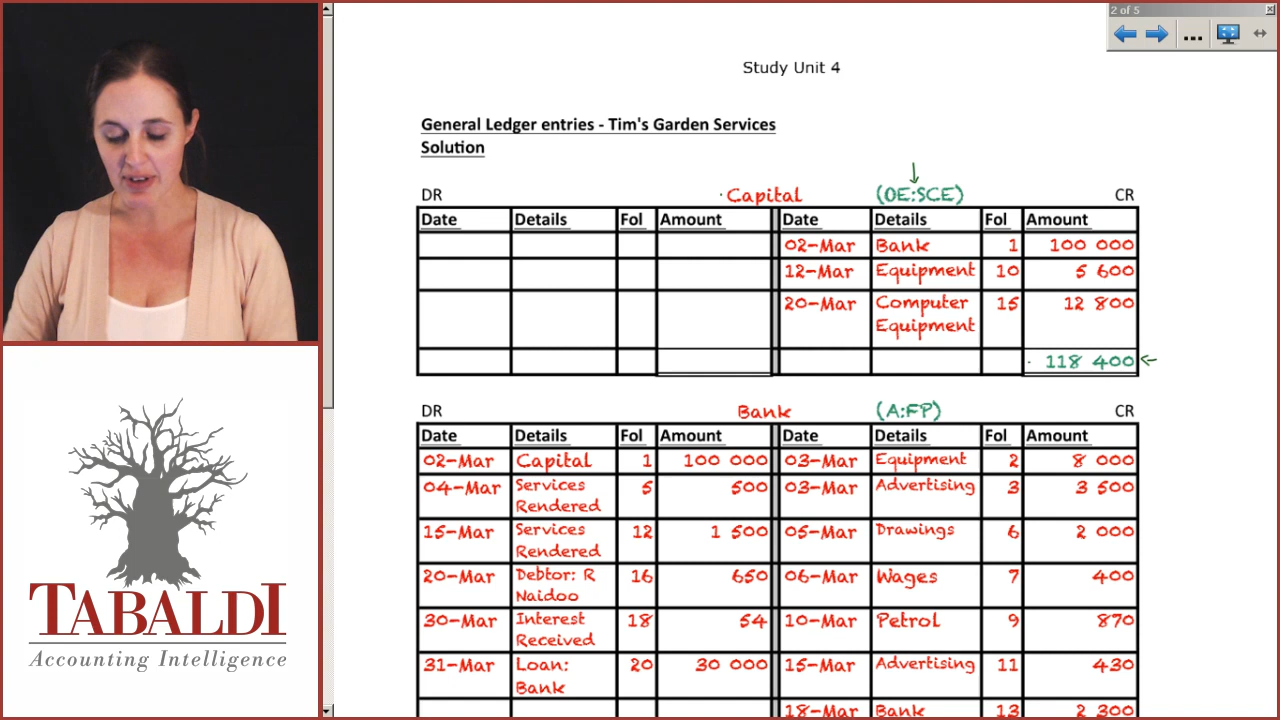 2 of 5
Study Unit 4
General Ledger entries - Tim's Garden Services
Solution
DR Capital (OE:SCE) CR
Date Details Fol Amount Date Details Fol Amount
02-Mar Bank 1 100 000
12-Mar Equipment 10 5 600
20-Mar Computer Equipment 15 12 800
118 400
DR Bank (A:FP) CR
Date Details Fol Amount Date Details Fol Amount
02-Mar Capital 1 100 000 03-Mar Equipment 2 8 000
04-Mar Services Rendered 5 500 03-Mar Advertising 3 3 500
15-Mar Services Rendered 12 1 500 05-Mar Drawings 6 2 000
20-Mar Debtor: R Naidoo 16 650 06-Mar Wages 7 400
30-Mar Interest Received 18 54 10-Mar Petrol 9 870
31-Mar Loan: Bank 20 30 000 15-Mar Advertising 11 430
18-Mar Bank 13 2 300
TABALDI
Accounting Intelligence